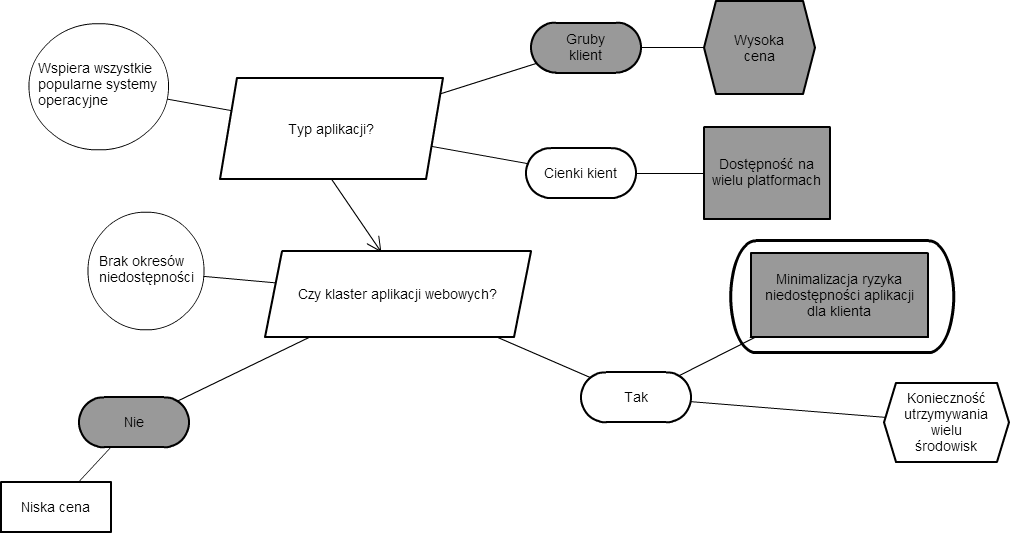 Gruby
klient
Wysoka
cena
Wspiera wszystkie
popularne systemy
operacyjne
Typ aplikacji?
Cienki kient
Dostępność na
wielu platformach
Brak okresów
niedostępności
Czy klaster aplikacji webowych?
Minimalizacja ryzyka
niedostępności aplikacji
dla klienta
Nie
Tak
Konieczność
utrzymywania
wielu
środowisk
Niska cena